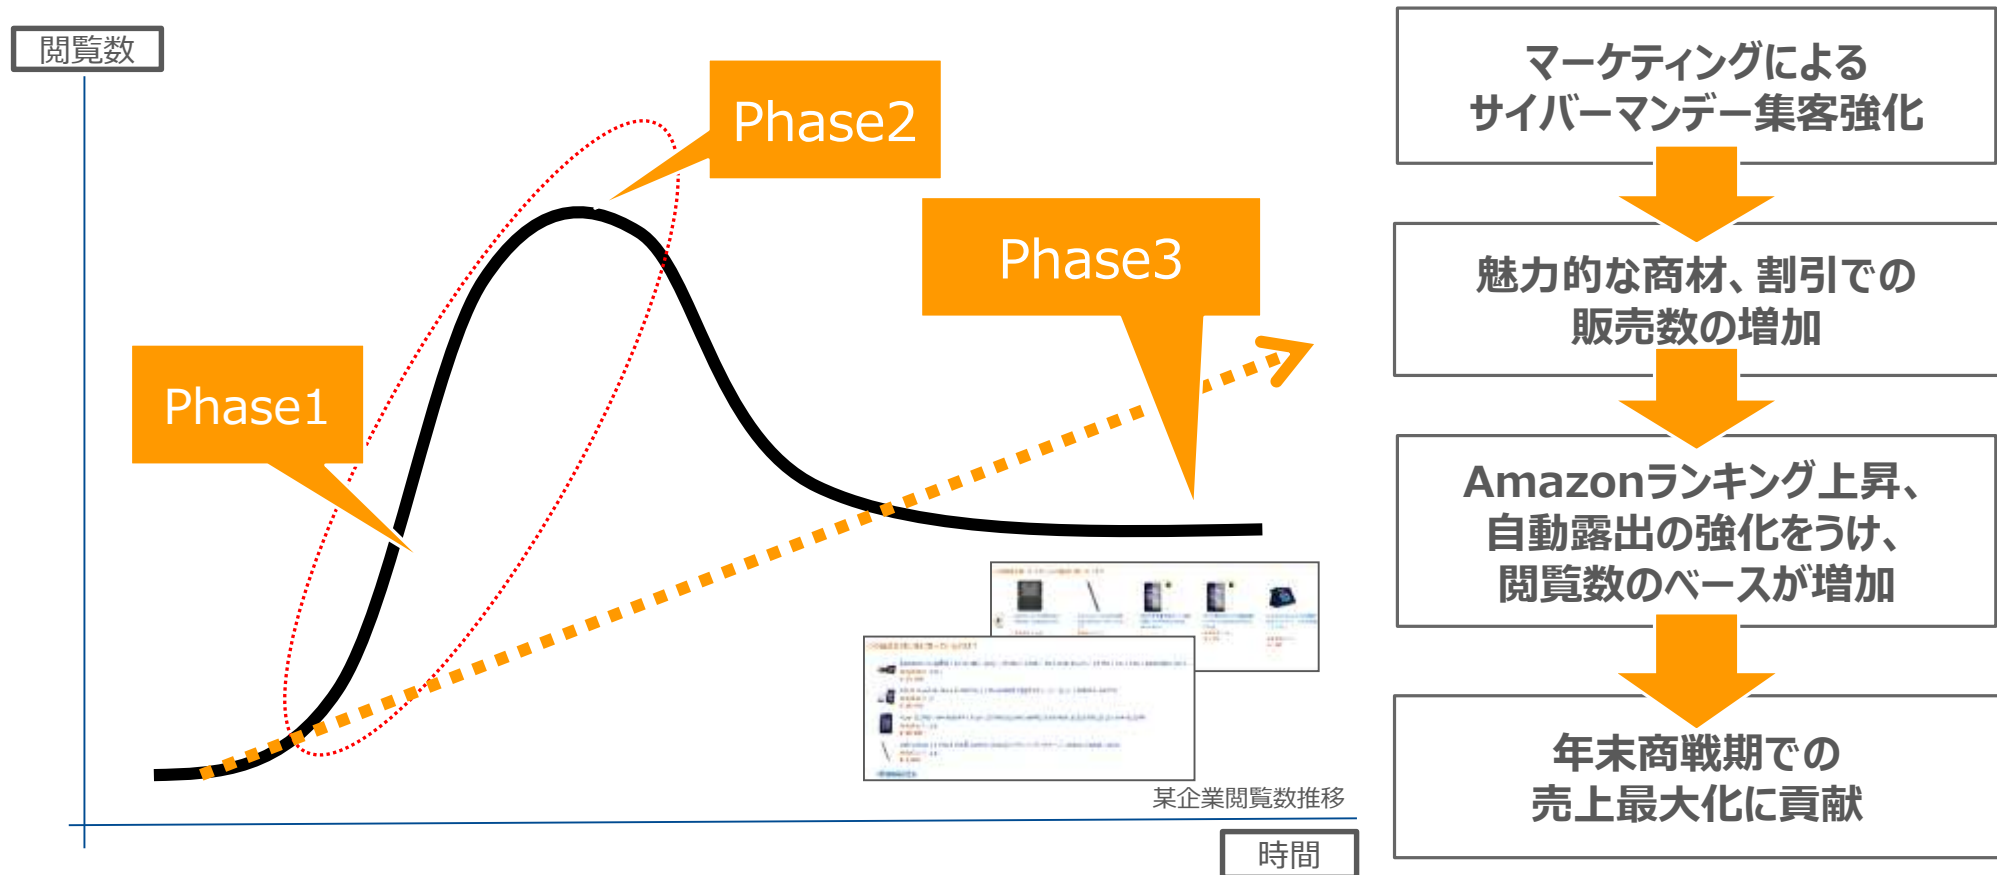 閲覧数
Phase1
Phase2
Phase3
某企業閲覧数推移
時間
マーケティングによる
サイバーマンデー集客強化
魅力的な商材、割引での
販売数の増加
Amazonランキング上昇、
自動露出の強化をうけ、
閲覧数のベースが増加
年末商戦期での
売上最大化に貢献